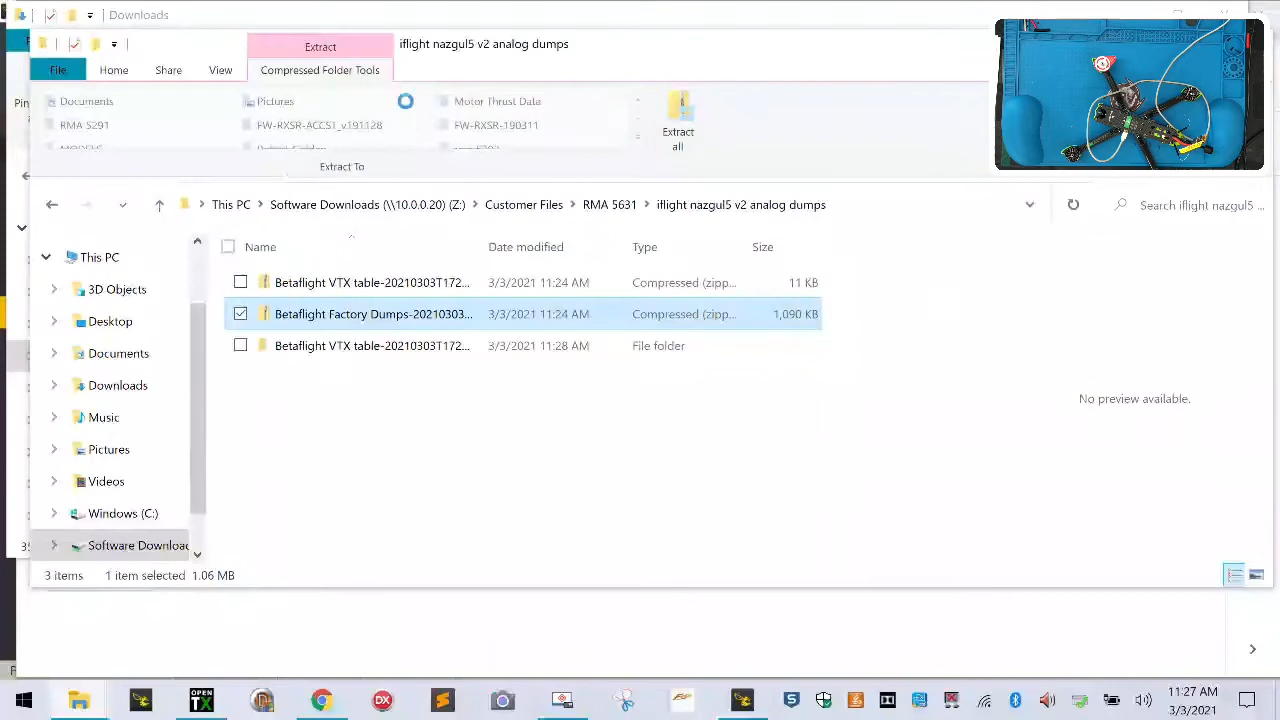 Downloads
Extract
iflight nazgul5 v2 analog dumps
File
Home
Share
View
Compressed Folder Tools
Documents
Pictures
Motor Thrust Data
Extract all
RMA 5291
FW-RXSR-ACCST_v191128
FW-RXSR-190311
Extract To
This PC
Software Downloads (\\10.0.0.20) (Z:)
Customer Files
RMA 5631
iflight nazgul5 v2 analog dumps
Search iflight nazgul5 ...
Name
Date modified
Type
Size
This PC
3D Objects
Desktop
Documents
Downloads
Music
Pictures
Videos
Windows (C:)
Software Downloa
Betaflight VTX table-20210303T172...
3/3/2021 11:24 AM
Compressed (zipp...
11 KB
Betaflight Factory Dumps-20210303...
3/3/2021 11:24 AM
Compressed (zipp...
1,090 KB
Betaflight VTX table-20210303T172...
3/3/2021 11:28 AM
File folder
No preview available.
3 items
1 item selected
1.06 MB
OPEN
TX
11:27 AM
3/3/2021